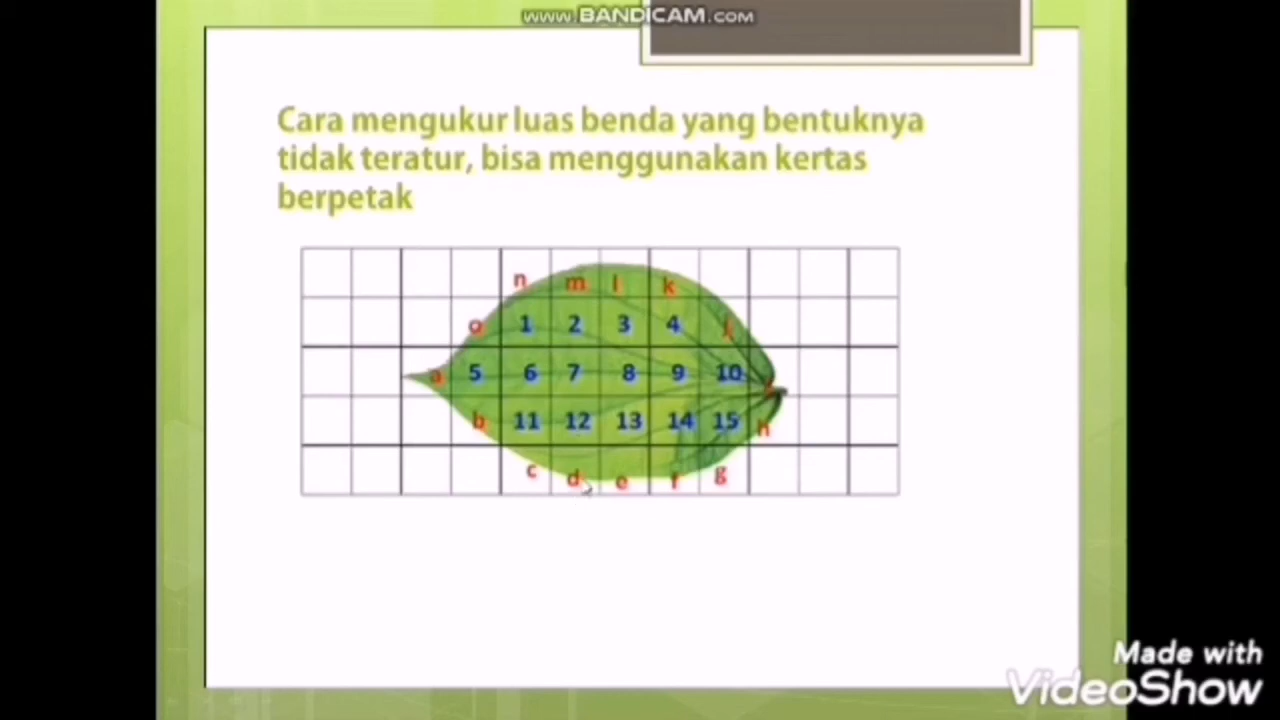 www.BANDICAM.com
Cara mengukur luas benda yang bentuknya
tidak teratur, bisa menggunakan kertas
berpetak
n m l k
o 1 2 3 4 j
a 5 6 7 8 9 10
b 11 12 13 14 15 h
c d e f g
Made with
VideoShow